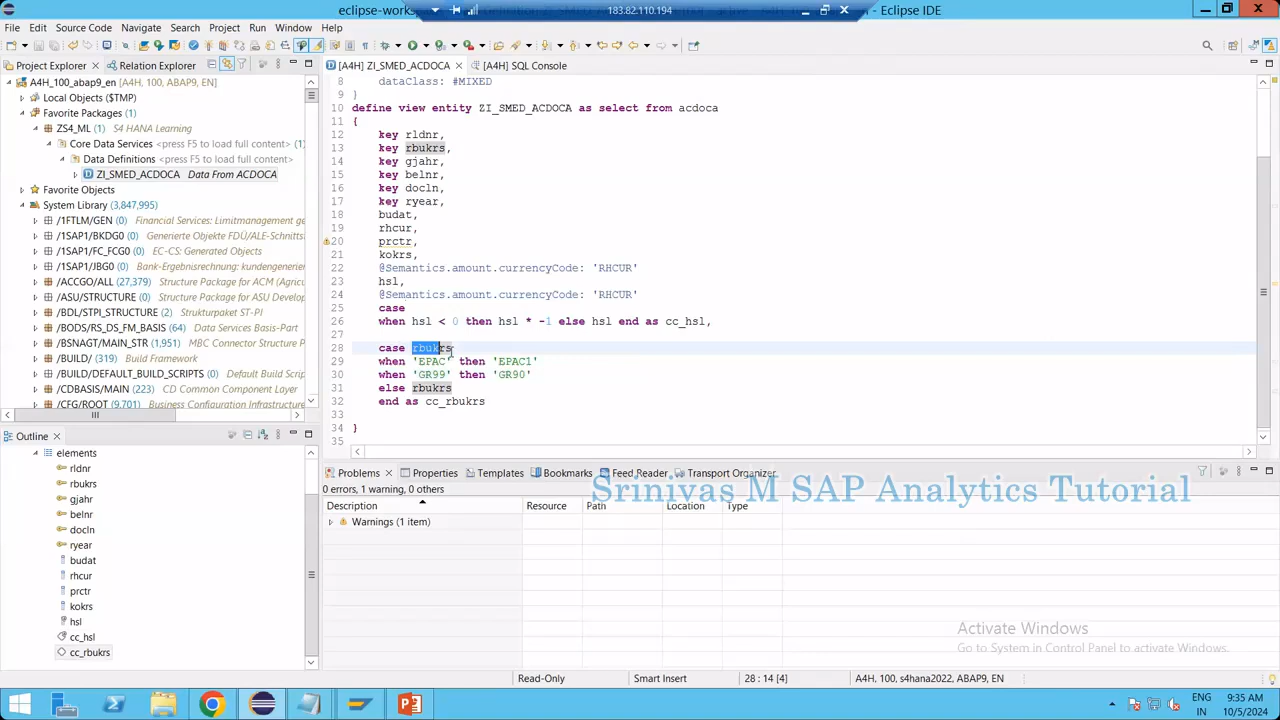 eclipse-works
183.82.110.194
- Eclipse IDE
File Edit Source Code Navigate Search Project Run Window Help
Project Explorer Relation Explorer
[A4H] ZI_SMED_ACDOCA [A4H] SQL Console
A4H_100_abap9_en [A4H, 100, ABAP9, EN]
Local Objects ($TMP)
Favorite Packages (1)
ZS4_ML (1) S4 HANA Learning
Core Data Services <press F5 to load full content> (1)
Data Definitions <press F5 to load full content>
ZI_SMED_ACDOCA Data From ACDOCA
Favorite Objects
System Library (3,847,995)
/1FTLM/GEN (0) Financial Services: Limitmanagement ge
/1SAP1/BKDG0 (0) Generierte Objekte FDÜ/ALE-Schnitts
/1SAP1/FC_FCG0 (0) EC-CS: Generated Objects
/1SAP1/JBG0 (0) Bank-Ergebnisrechnung: kundengenerier
/ACCGO/ALL (27,379) Structure Package for ACM (Agricu
/ASU/STRUCTURE (0) Structure Package for ASU Develop
/BDL/STPI_STRUCTURE (2) Strukturpaket ST-PI
/BODS/RS_DS_FM_BASIS (64) Data Services Basis-Part
/BSNAGT/MAIN_STR (1,951) MBC Connector Structure P
/BUILD/ (319) Build Framework
/BUILD/DEFAULT_BUILD_SCRIPTS (0) Default Build Scrip
/CDBASIS/MAIN (223) CD Common Component Layer
/CFG/ROOT (9,701) Business Configuration Infrastructure
8 dataClass: #MIXED
9 }
10 define view entity ZI_SMED_ACDOCA as select from acdoca
11 {
12 key rldnr,
13 key rbukrs,
14 key gjahr,
15 key belnr,
16 key docln,
17 key ryear,
18 budat,
19 rhcur,
20 prctr,
21 kokrs,
22 @Semantics.amount.currencyCode: 'RHCUR'
23 hsl,
24 @Semantics.amount.currencyCode: 'RHCUR'
25 case
26 when hsl < 0 then hsl * -1 else hsl end as cc_hsl,
27
28 case rbukrs
29 when 'EPAC' then 'EPAC1'
30 when 'GR99' then 'GR90'
31 else rbukrs
32 end as cc_rbukrs
33
34 }
35
Outline
elements
rldnr
rbukrs
gjahr
belnr
docln
ryear
budat
rhcur
prctr
kokrs
hsl
cc_hsl
cc_rbukrs
Problems Properties Templates Bookmarks Feed Reader Transport Organizer
0 errors, 1 warning, 0 others
Srinivas M SAP Analytics Tutorial
Description Resource Path Location Type
Warnings (1 item)
Activate Windows
Go to System in Control Panel to activate Windows.
Read-Only Smart Insert 28 : 14 [4] A4H, 100, s4hana2022, ABAP9, EN
ENG 9:35 AM
IN 10/5/2024